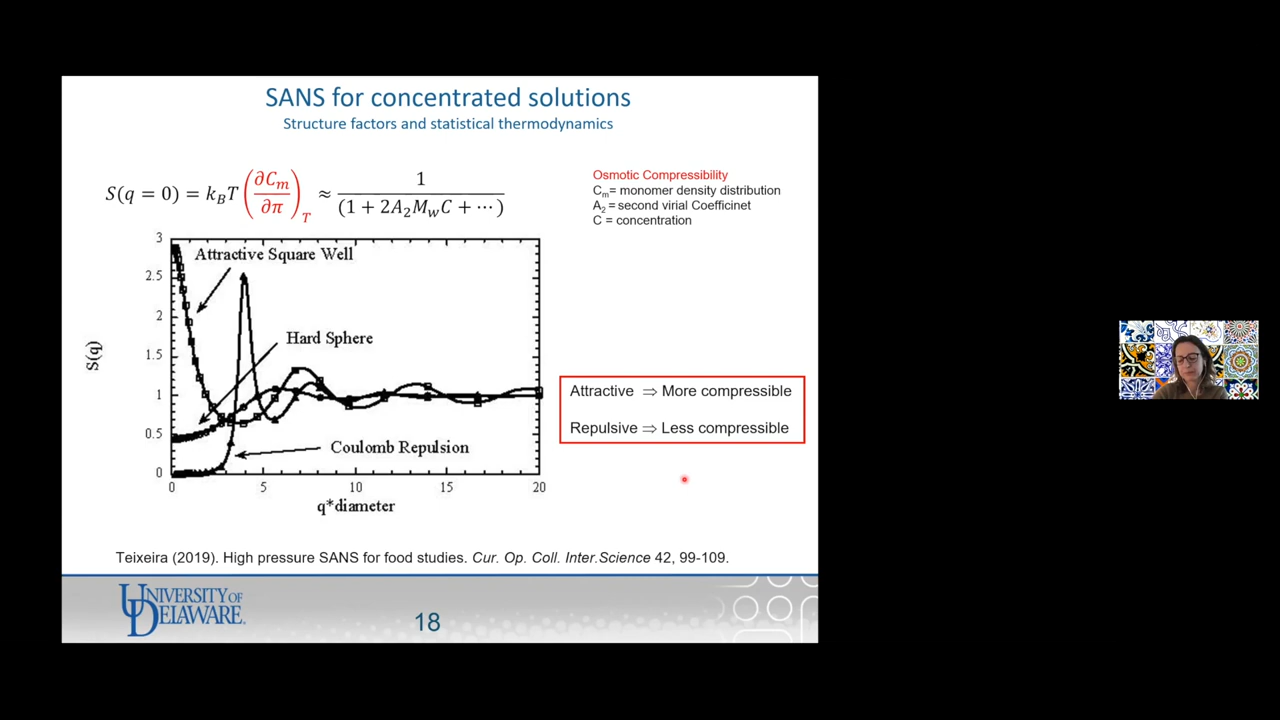 SANS for concentrated solutions
Structure factors and statistical thermodynamics
S(q = 0) = k_B T (∂C_m / ∂π)_T ≈ 1 / (1 + 2A_2 M_w C + ⋯)
Osmotic Compressibility
C_m= monomer density distribution
A_2 = second virial Coefficinet
C = concentration
3
2.5
2
1.5
1
0.5
0
S(q)
Attractive Square Well
Hard Sphere
Coulomb Repulsion
0 5 10 15 20
q*diameter
Attractive ⇒ More compressible
Repulsive ⇒ Less compressible
Teixeira (2019). High pressure SANS for food studies. Cur. Op. Coll. Inter.Science 42, 99-109.
UNIVERSITY OF
DELAWARE.
18